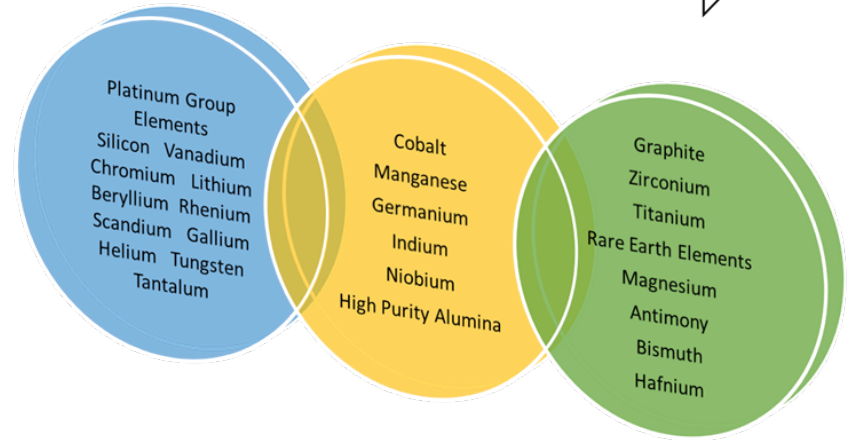 Platinum Group
Elements
Silicon Vanadium
Chromium Lithium
Beryllium Rhenium
Scandium Gallium
Helium Tungsten
Tantalum
Cobalt
Manganese
Germanium
Indium
Niobium
High Purity Alumina
Graphite
Zirconium
Titanium
Rare Earth Elements
Magnesium
Antimony
Bismuth
Hafnium